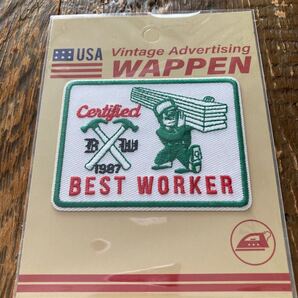 USA
Vintage Advertising
WAPPEN
Certified
B W
1987
BEST WORKER